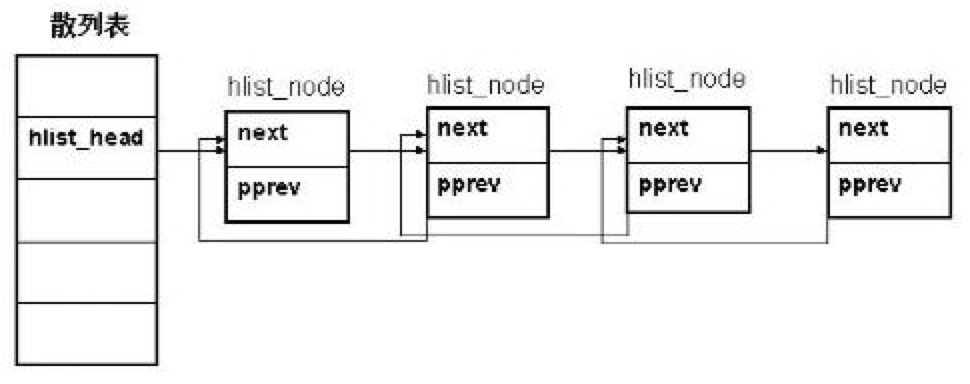 散列表
hlist_head
hlist_node
next
pprev
hlist_node
next
pprev
hlist_node
next
pprev
hlist_node
next
pprev